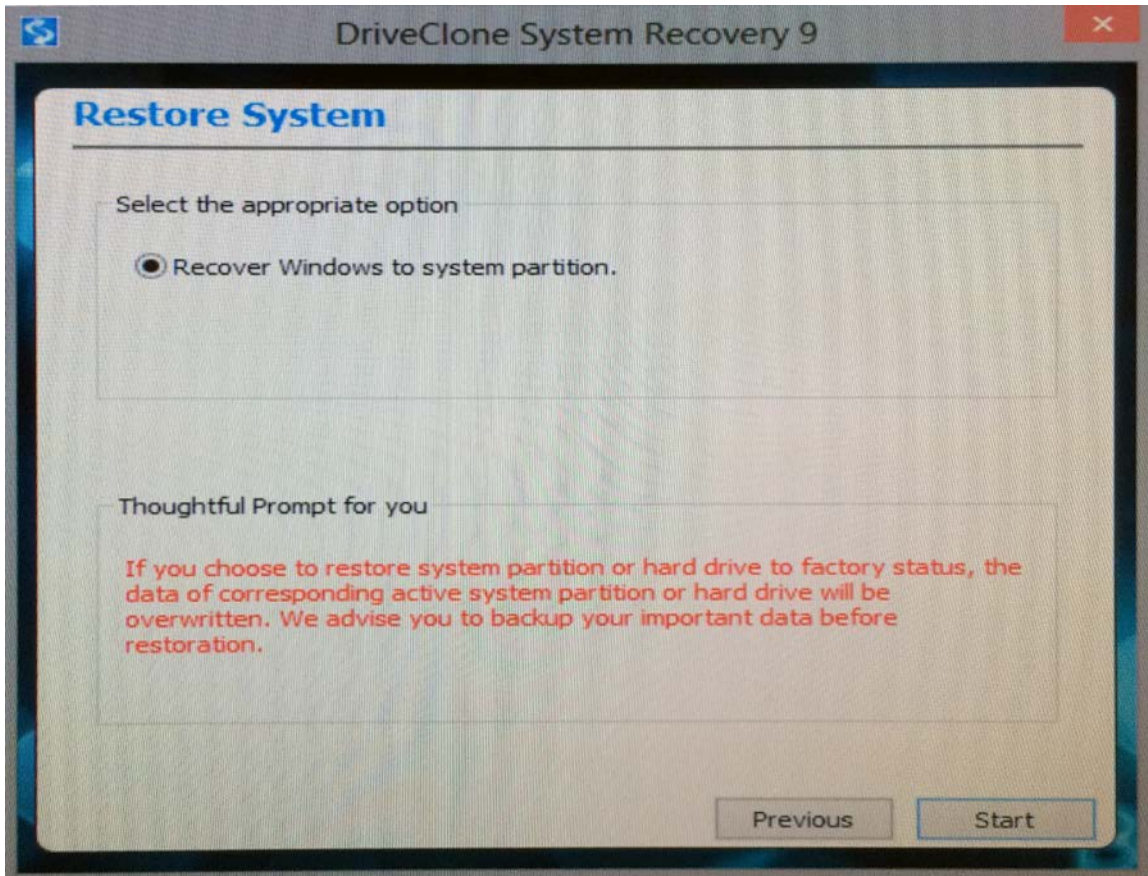 DriveClone System Recovery 9
Restore System
Select the appropriate option
Recover Windows to system partition.
Thoughtful Prompt for you
If you choose to restore system partition or hard drive to factory status, the
data of corresponding active system partition or hard drive will be
overwritten. We advise you to backup your important data before
restoration.
Previous
Start